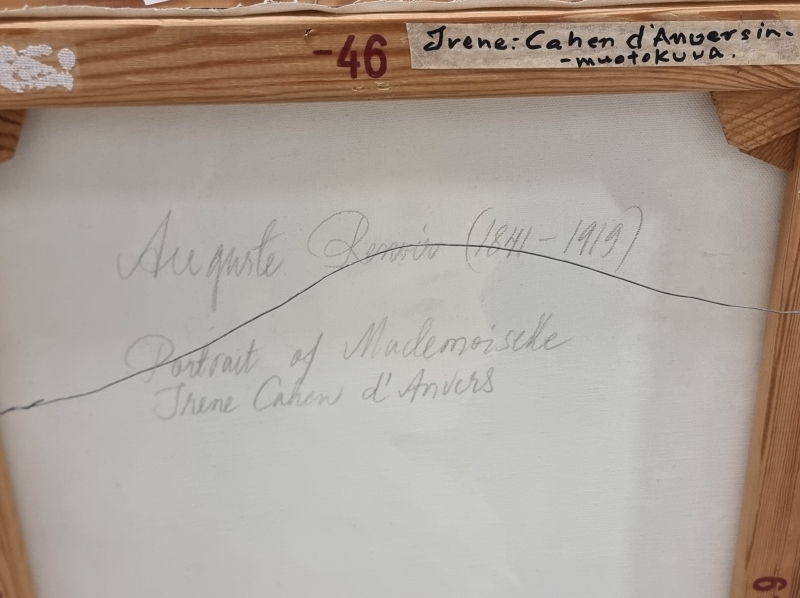 -46
Irene: Cahen d'Anversin-
-muotokuva.
Auguste Renoir (1841-1919)
Portrait of Mademoiselle
Irene Cahen d'Anvers